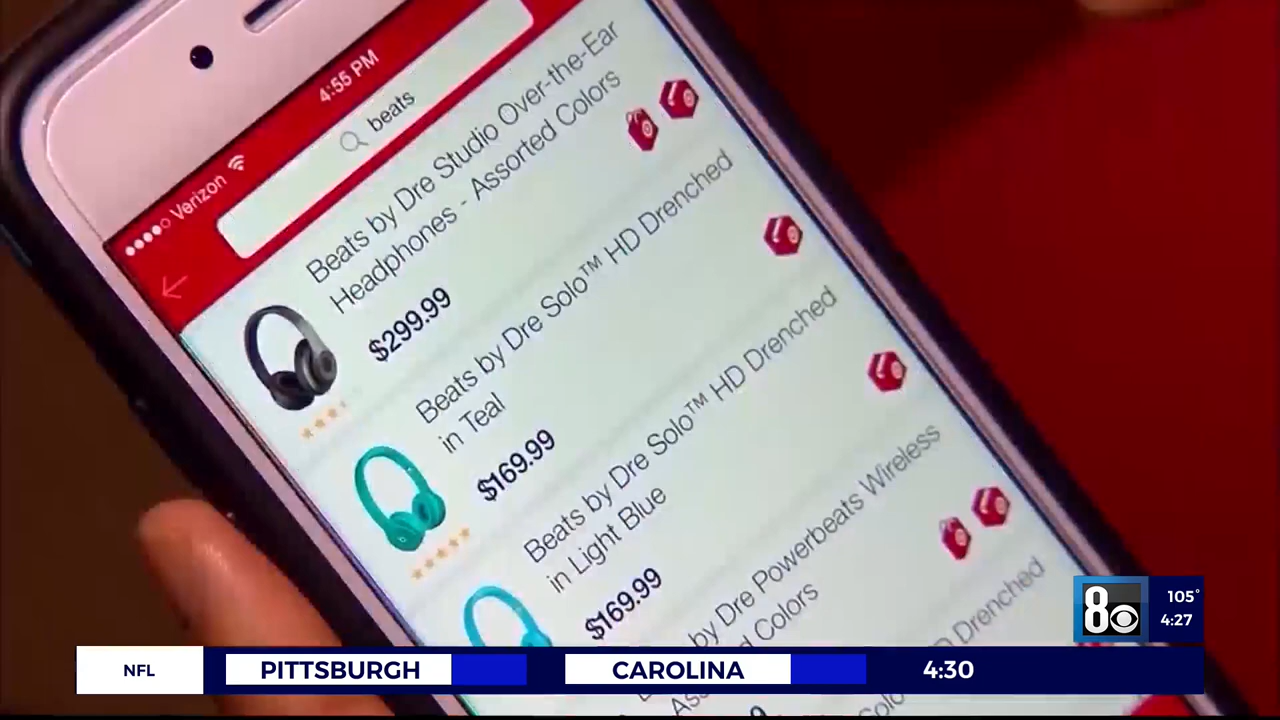 4:55 PM
Verizon
beats
Beats by Dre Studio Over-the-Ear
Headphones - Assorted Colors
$299.99
Beats by Dre Solo™ HD Drenched
in Teal
$169.99
Beats by Dre Solo™ HD Drenched
in Light Blue
$169.99
by Dre Powerbeats Wireless
Colors
Drenched
8
105°
4:27
NFL
PITTSBURGH
CAROLINA
4:30